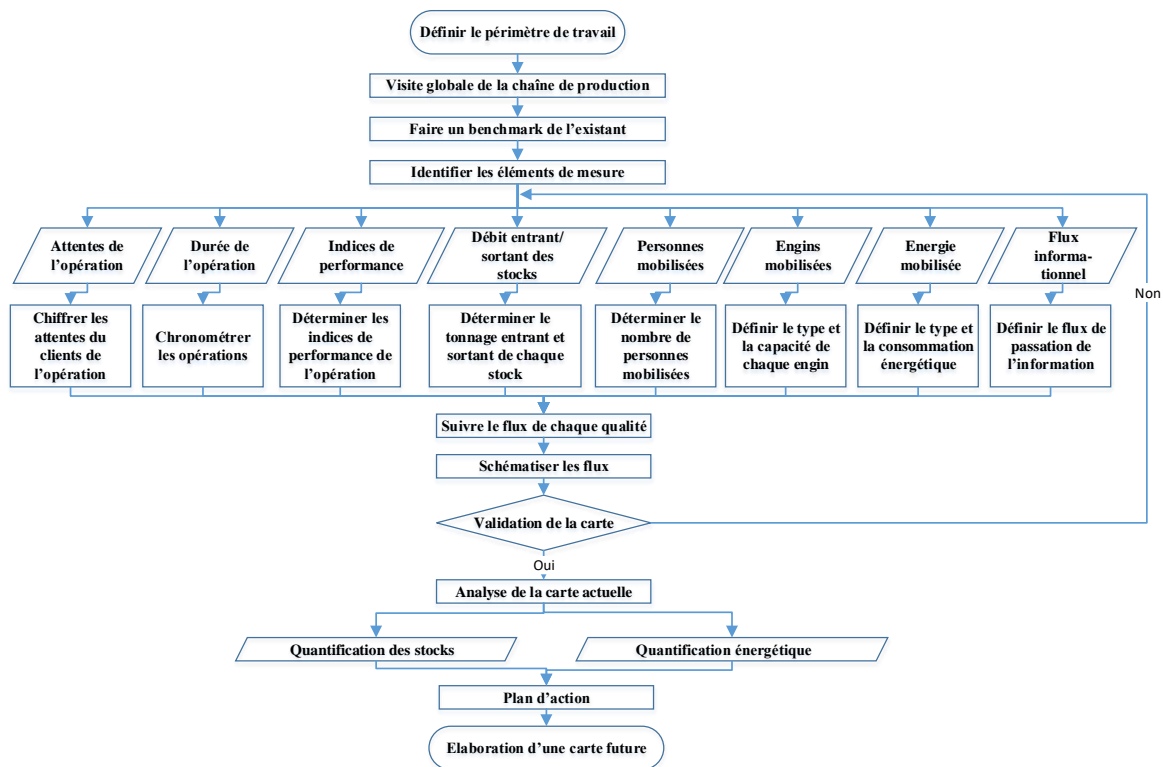 Définir le périmètre de travail
Visite globale de la chaîne de production
Faire un benchmark de l'existant
Identifier les éléments de mesure
Attentes de
l'opération
Durée de
l'opération
Indices de
performance
Débit entrant/
sortant des
stocks
Personnes
mobilisées
Engins
mobilisées
Energie
mobilisée
Flux
informa-
tionnel
Non
Chiffrer les
attentes du
clients de
l'opération
Chronométrer
les opérations
Déterminer les
indices de
performance de
l'opération
Déterminer le
tonnage entrant et
sortant de chaque
stock
Déterminer le
nombre de
personnes
mobilisées
Définir le type et
la capacité de
chaque engin
Définir le type et
la consommation
énergétique
Définir le flux de
passation de
l'information
Suivre le flux de chaque qualité
Schématiser les flux
Validation de la carte
Oui
Analyse de la carte actuelle
Quantification des stocks
Quantification énergétique
Plan d'action
Elaboration d'une carte future